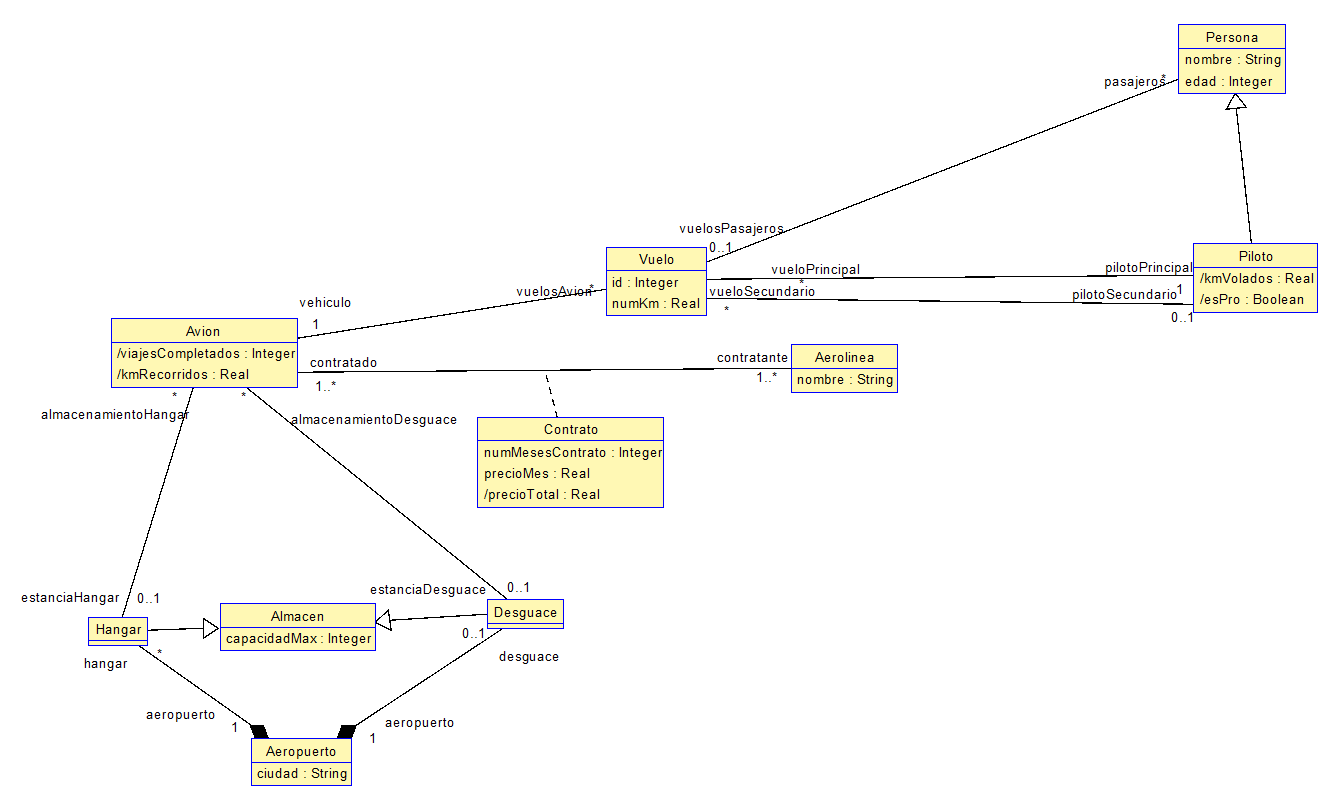 Persona
nombre : String
edad : Integer
pasajeros
*
vuelosPasajeros
0..1
Vuelo
id : Integer
numKm : Real
vueloPrincipal
*
pilotoPrincipal
1
vueloSecundario
*
pilotoSecundario
0..1
Piloto
/kmVolados : Real
/esPro : Boolean
vehiculo
1
vuelosAvion
*
Avion
/viajesCompletados : Integer
/kmRecorridos : Real
contratado
1..*
contratante
1..*
Aerolinea
nombre : String
*
almacenamientoHangar
*
almacenamientoDesguace
Contrato
numMesesContrato : Integer
precioMes : Real
/precioTotal : Real
estanciaHangar
0..1
estanciaDesguace
0..1
Hangar
Almacen
capacidadMax : Integer
Desguace
hangar
*
0..1
desguace
aeropuerto
1
aeropuerto
1
Aeropuerto
ciudad : String